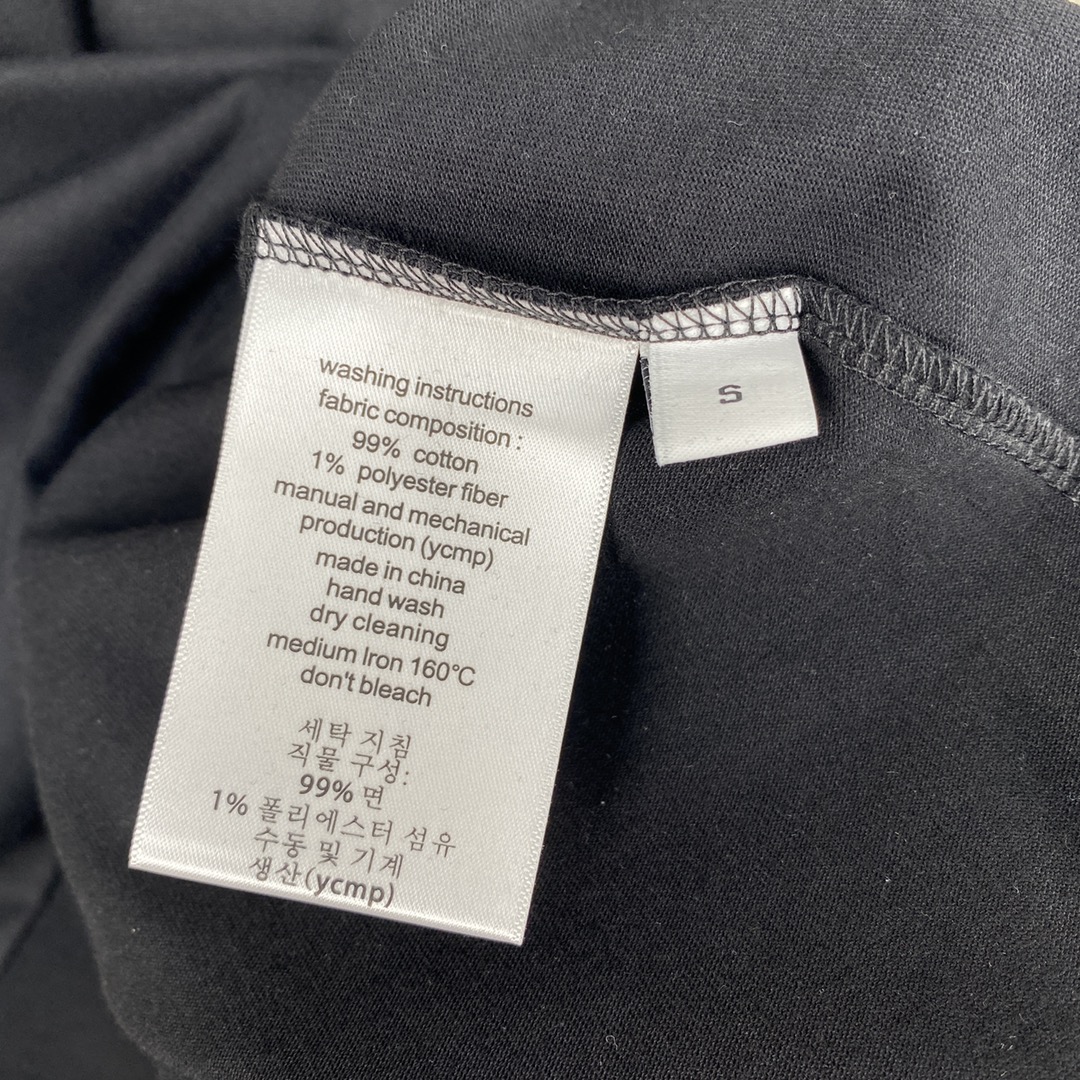 washing instructions
fabric composition :
99% cotton
1% polyester fiber
manual and mechanical
production (ycmp)
made in china
hand wash
dry cleaning
medium Iron 160℃
don't bleach
세탁 지침
직물 구성:
99% 면
1% 폴리에스터 섬유
수동 및 기계
생산(ycmp)
S